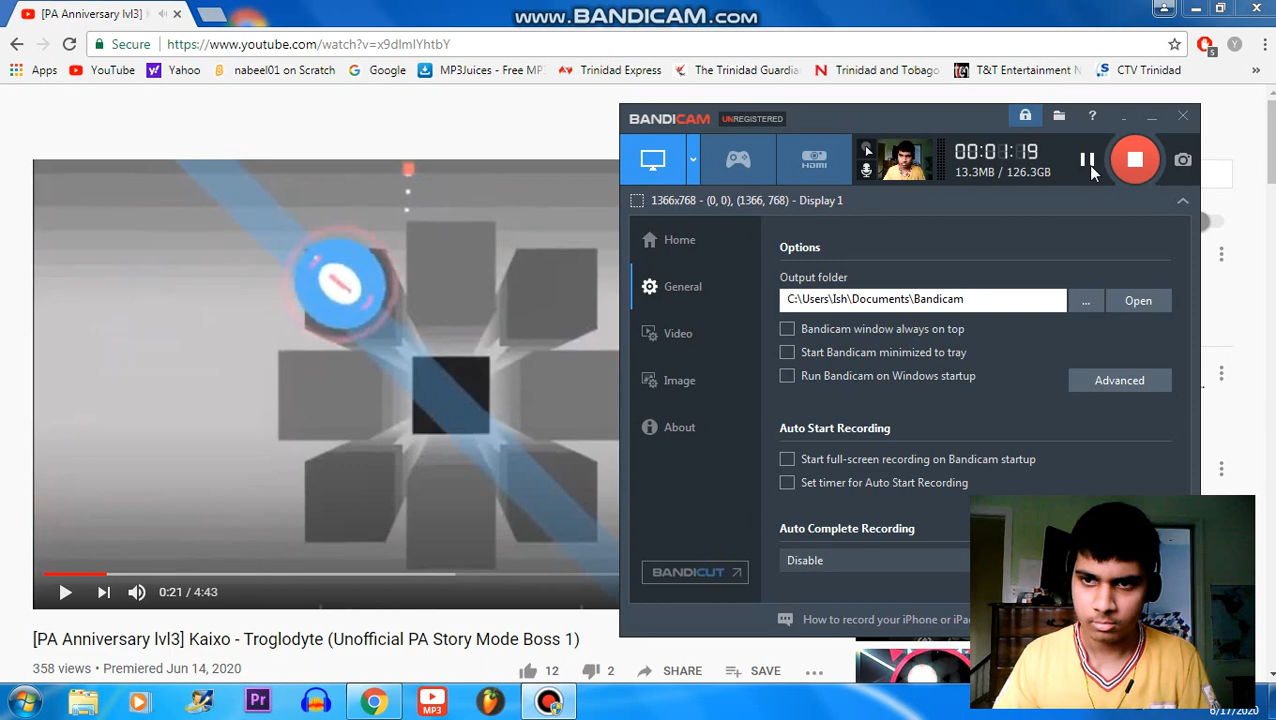 www.BANDICAM.com
[PA Anniversary lvl3]
Secure
https://www.youtube.com/watch?v=x9dImIYhtbY
5
Y
Apps
YouTube
Yahoo
nabeel01 on Scratch
Google
MP3Juices - Free MP
Trinidad Express
The Trinidad Guardia
Trinidad and Tobago
T&T Entertainment N
CTV Trinidad
BANDICAM
UNREGISTERED
HDMI
00:01:19
13.3MB / 126.3GB
1366x768 - (0, 0), (1366, 768) - Display 1
Home
General
Video
Image
About
BANDICUT
Options
Output folder
C:\Users\Ish\Documents\Bandicam
...
Open
Bandicam window always on top
Start Bandicam minimized to tray
Run Bandicam on Windows startup
Advanced
Auto Start Recording
Start full-screen recording on Bandicam startup
Set timer for Auto Start Recording
Auto Complete Recording
Disable
How to record your iPhone or iPa
0:21 / 4:43
[PA Anniversary lvl3] Kaixo - Troglodyte (Unofficial PA Story Mode Boss 1)
358 views • Premiered Jun 14, 2020
12
2
SHARE
SAVE
Pr
MP3
6/17/2020